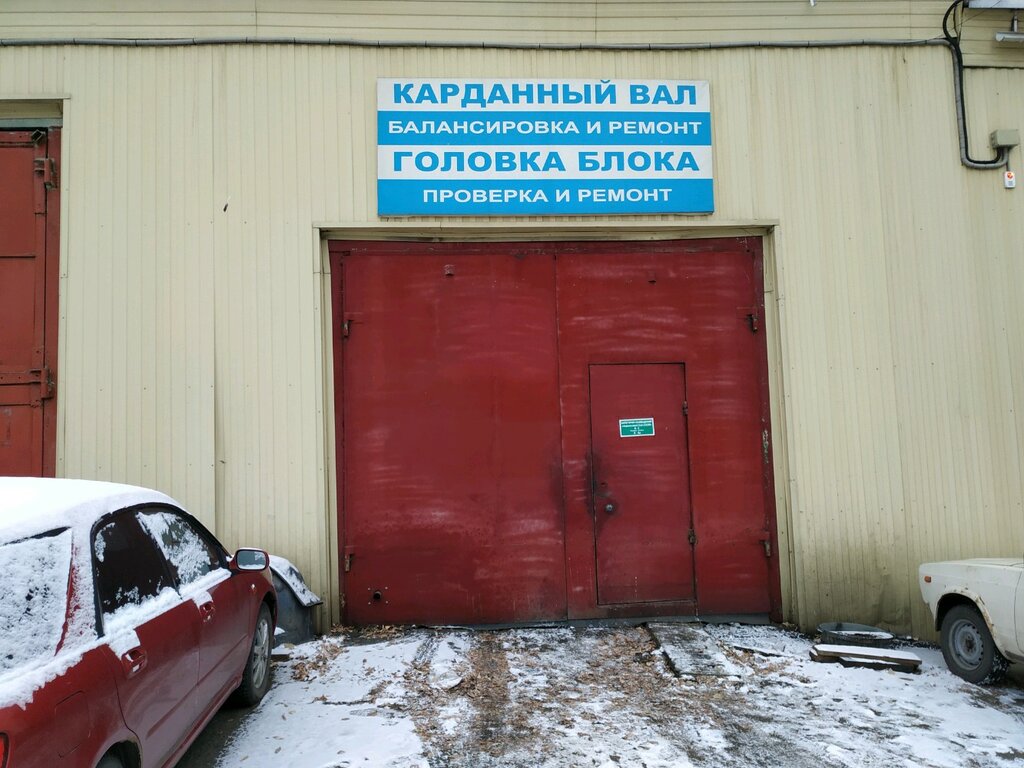 КАРДАННЫЙ ВАЛ
БАЛАНСИРОВКА И РЕМОНТ
ГОЛОВКА БЛОКА
ПРОВЕРКА И РЕМОНТ